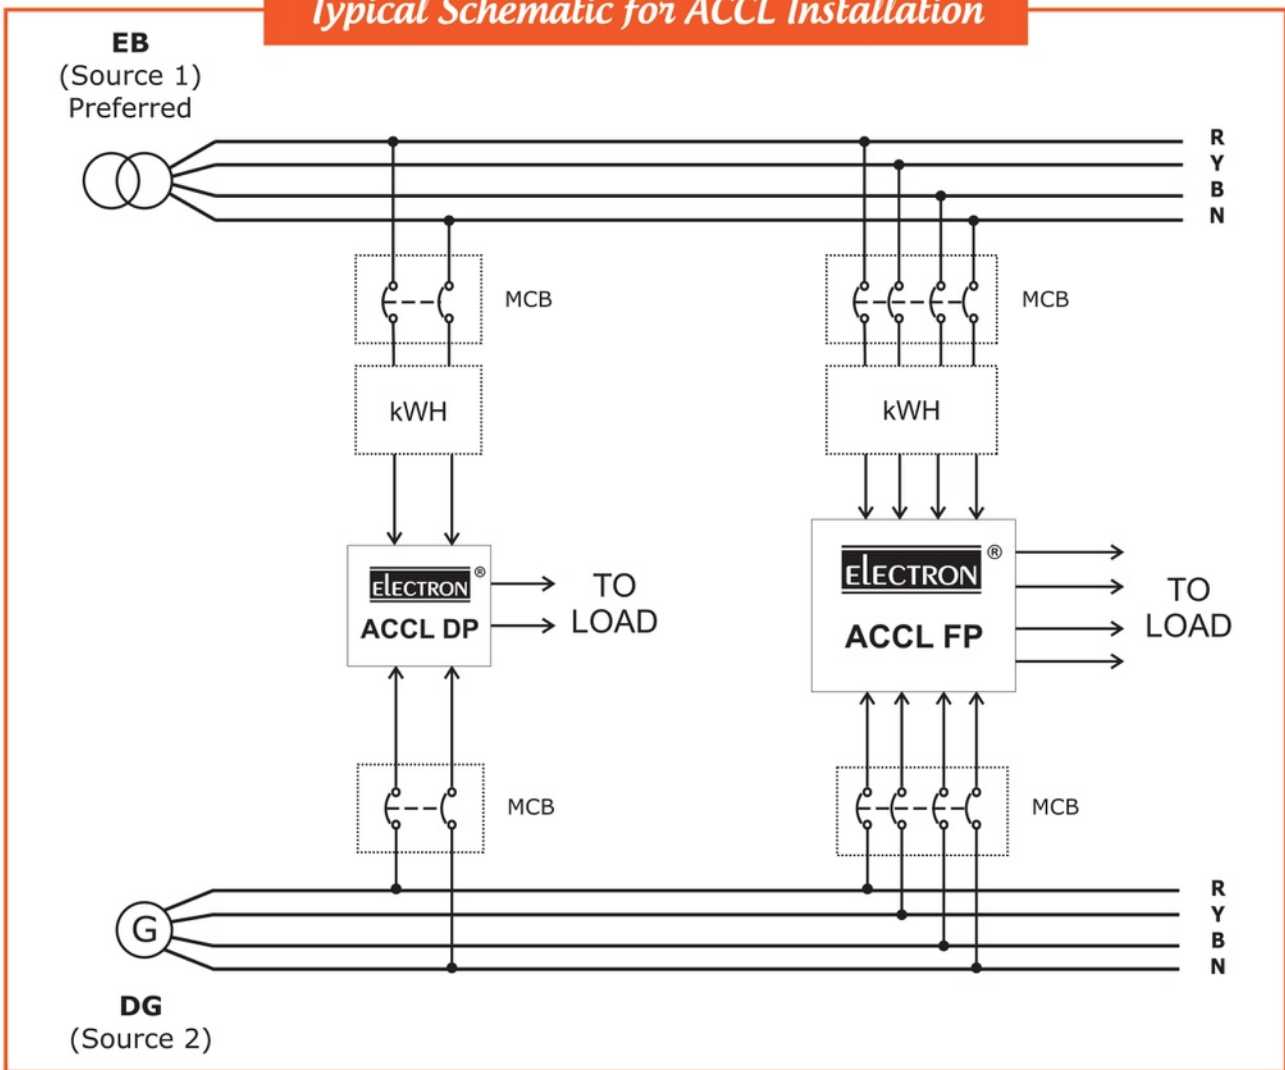 Typical Schematic for ACCL Installation
EB
(Source 1)
Preferred
R
Y
B
N
MCB
MCB
kWH
kWH
ElECTRON ®
ACCL DP
TO
LOAD
ElECTRON ®
ACCL FP
TO
LOAD
MCB
MCB
R
Y
B
N
G
DG
(Source 2)